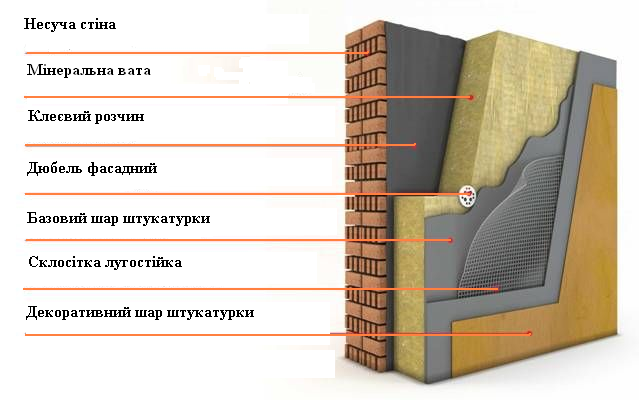 Несуча стіна
Мінеральна вата
Клеєвий розчин
Дюбель фасадний
Базовий шар штукатурки
Склосітка лугостійка
Декоративний шар штукатурки